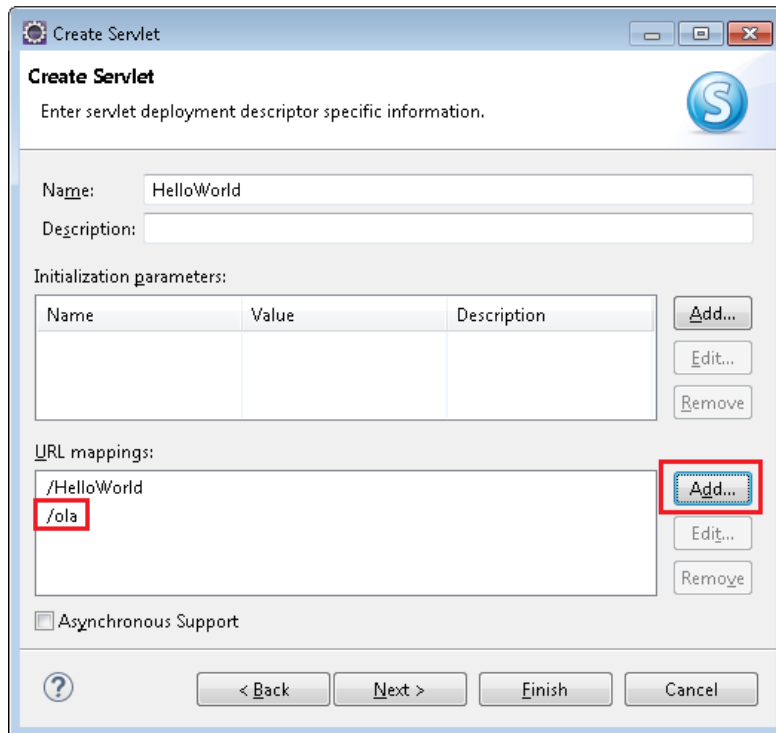 Create Servlet
Create Servlet
Enter servlet deployment descriptor specific information.
S
Name: HelloWorld
Description:
Initialization parameters:
Name Value Description
Add...
Edit...
Remove
URL mappings:
/HelloWorld
Add...
/ola
Edit...
Remove
Asynchronous Support
? < Back Next > Finish Cancel